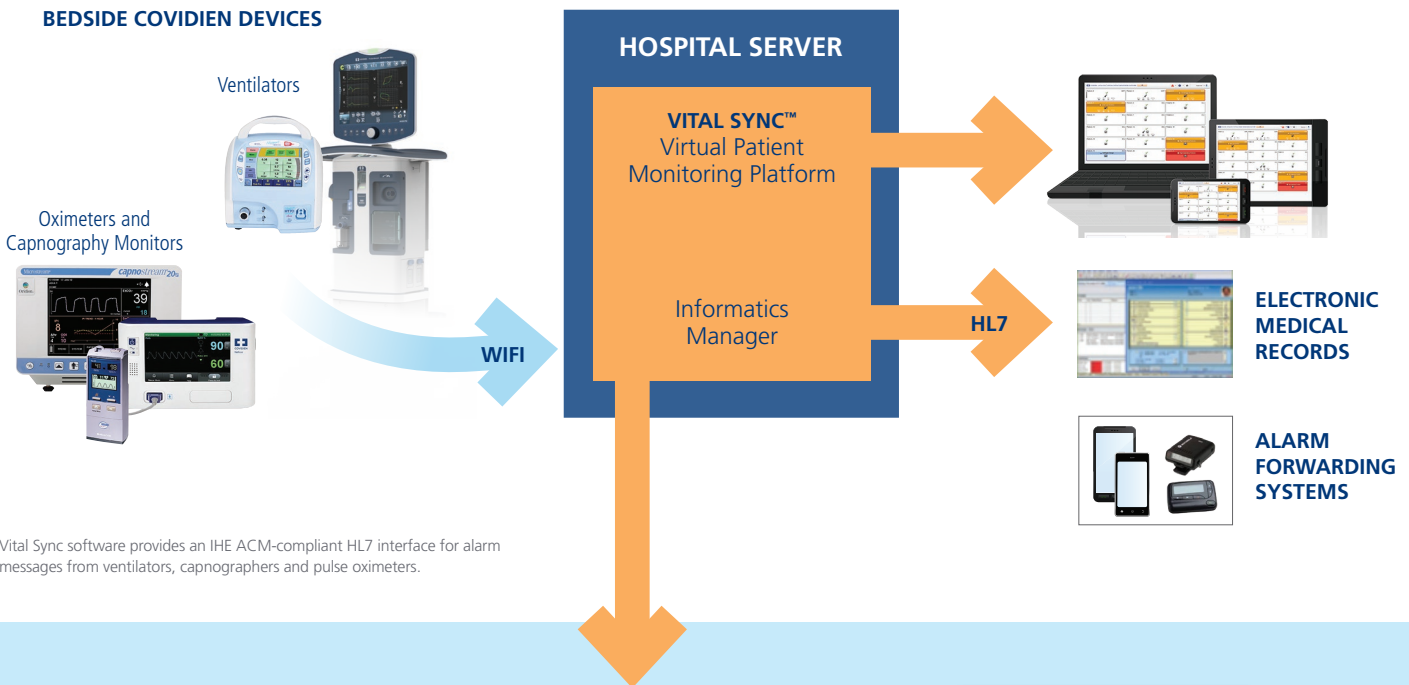 BEDSIDE COVIDIEN DEVICES
Ventilators
Oximeters and
Capnography Monitors
capnostream20
39
18
8
90
60
WIFI
HOSPITAL SERVER
VITAL SYNC™
Virtual Patient
Monitoring Platform
Informatics
Manager
HL7
ELECTRONIC
MEDICAL
RECORDS
ALARM
FORWARDING
SYSTEMS
Vital Sync software provides an IHE ACM-compliant HL7 interface for alarm
messages from ventilators, capnographers and pulse oximeters.